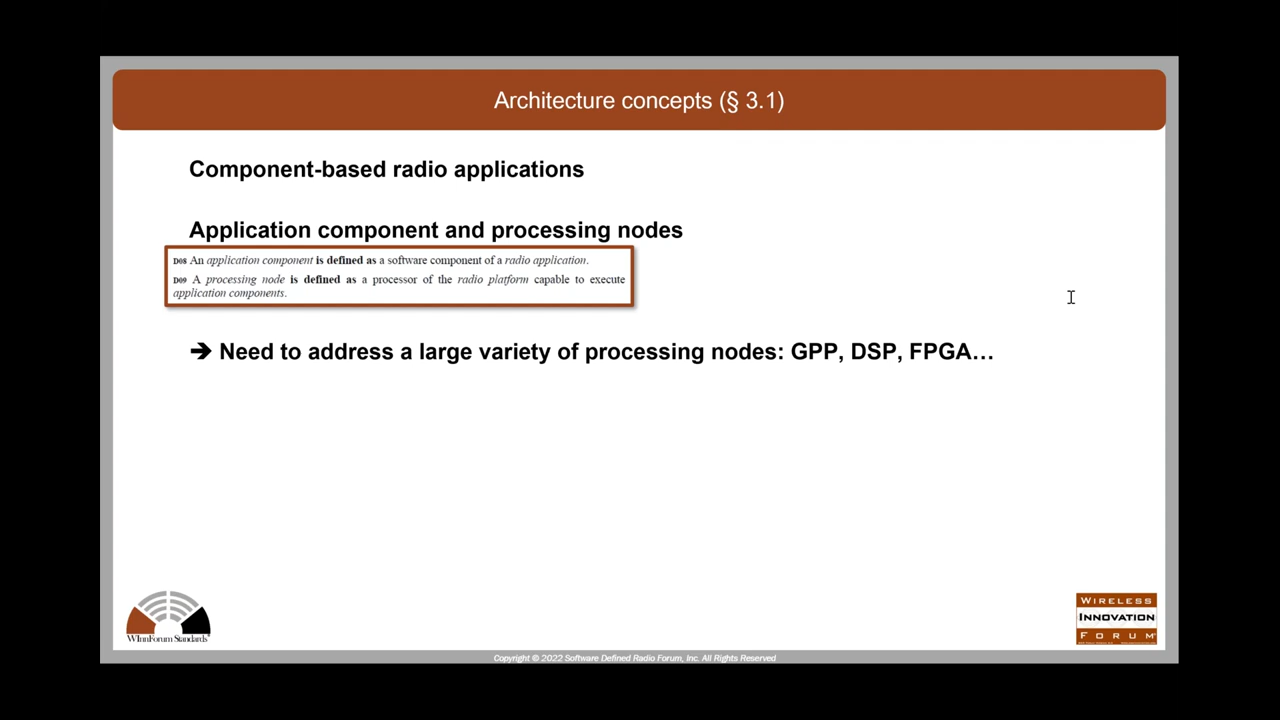 Architecture concepts (§ 3.1)
Component-based radio applications
Application component and processing nodes
D08 An application component is defined as a software component of a radio application.
D09 A processing node is defined as a processor of the radio platform capable to execute
application components.
➔ Need to address a large variety of processing nodes: GPP, DSP, FPGA…
WInnForum Standards
WIRELESS
INNOVATION
FORUM
Copyright © 2022 Software Defined Radio Forum, Inc. All Rights Reserved